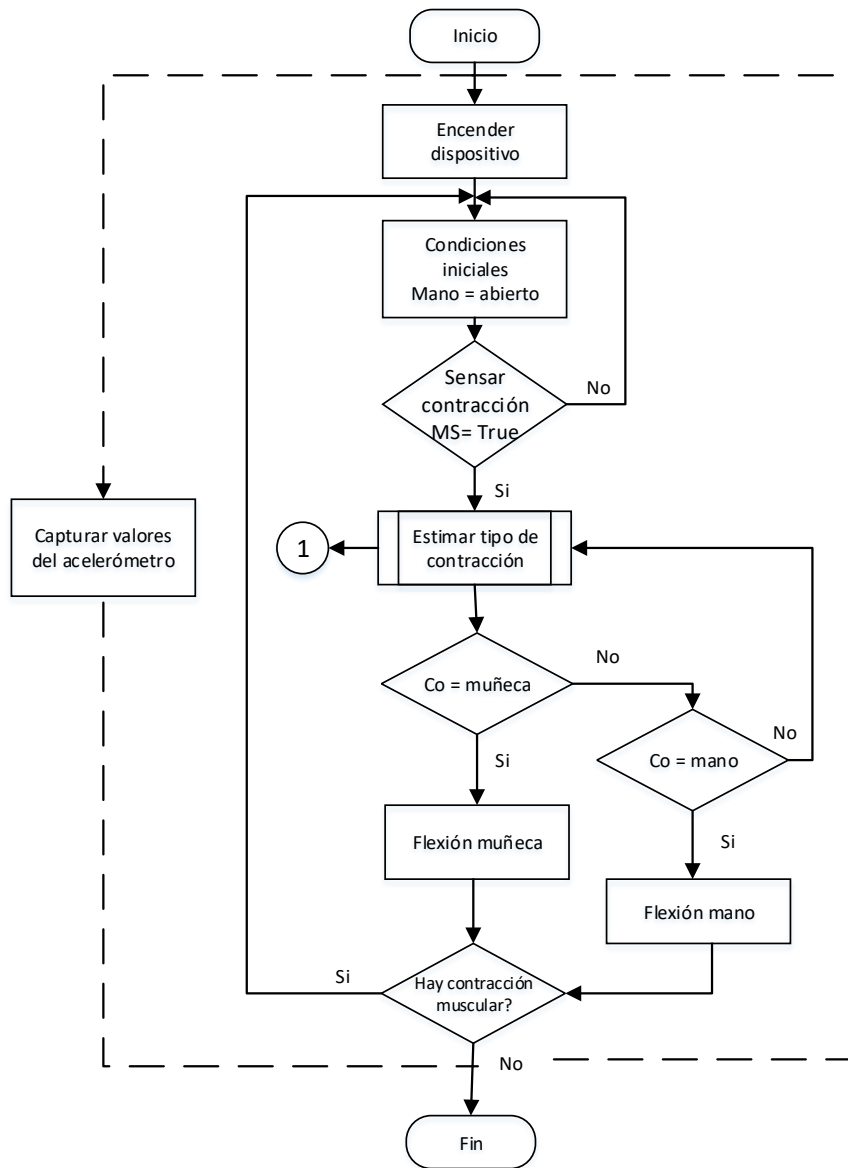 Inicio
Encender
dispositivo
Condiciones
iniciales
Mano = abierto
Sensar
contracción
MS= True
No
Si
Capturar valores
del acelerómetro
1
Estimar tipo de
contracción
Co = muñeca
No
Co = mano
No
Si
Flexión muñeca
Si
Flexión mano
Hay contracción
muscular?
Si
No
Fin